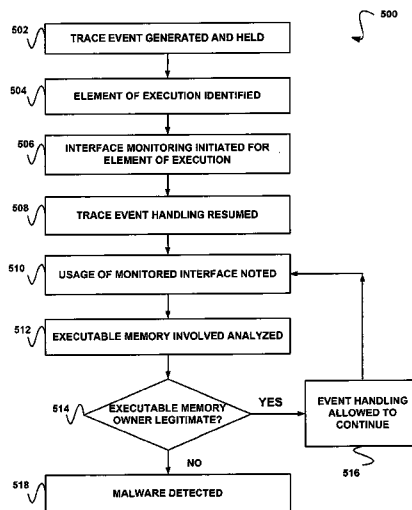 500
502
TRACE EVENT GENERATED AND HELD
504
ELEMENT OF EXECUTION IDENTIFIED
506
INTERFACE MONITORING INITIATED FOR
ELEMENT OF EXECUTION
508
TRACE EVENT HANDLING RESUMED
510
USAGE OF MONITORED INTERFACE NOTED
512
EXECUTABLE MEMORY INVOLVED ANALYZED
514
EXECUTABLE MEMORY
OWNER LEGITIMATE?
YES
EVENT HANDLING
ALLOWED TO
CONTINUE
516
NO
518
MALWARE DETECTED